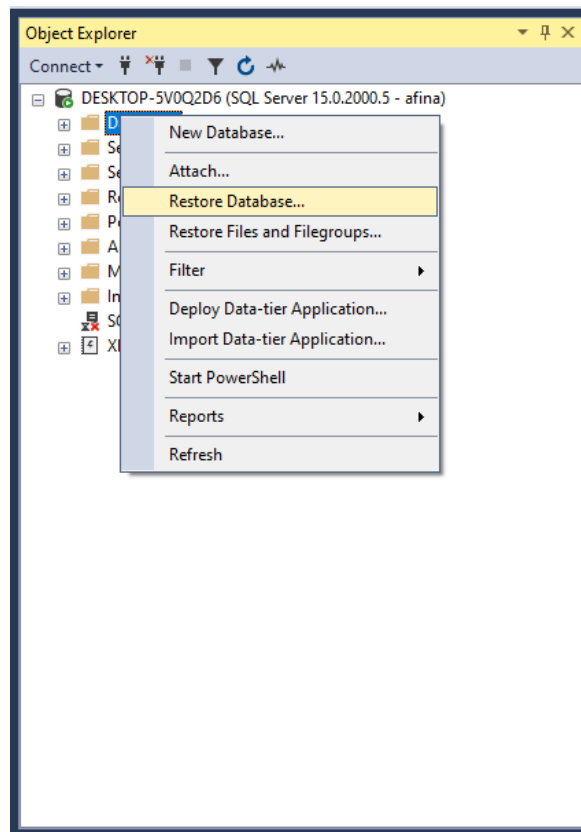 Object Explorer
Connect
DESKTOP-5V0Q2D6 (SQL Server 15.0.2000.5 - afina)
New Database...
Attach...
Restore Database...
Restore Files and Filegroups...
Filter
Deploy Data-tier Application...
Import Data-tier Application...
Start PowerShell
Reports
Refresh